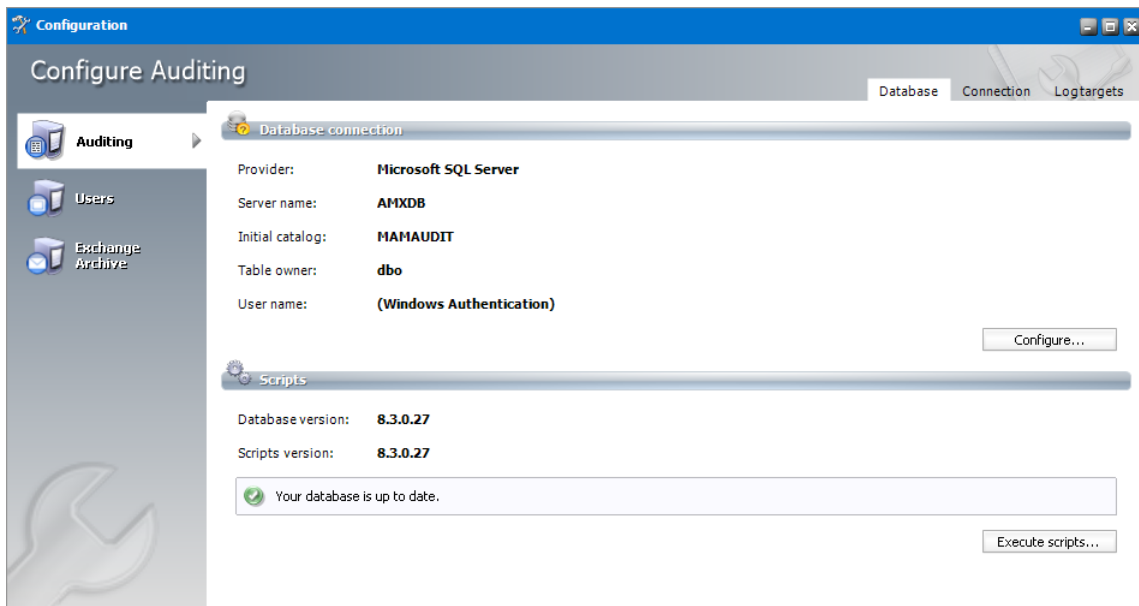 Configuration
Configure Auditing
Database Connection Logtargets
Auditing
Users
Exchange
Archive
Database connection
Provider: Microsoft SQL Server
Server name: AMXDB
Initial catalog: MAMAUDIT
Table owner: dbo
User name: (Windows Authentication)
Configure...
Scripts
Database version: 8.3.0.27
Scripts version: 8.3.0.27
Your database is up to date.
Execute scripts...